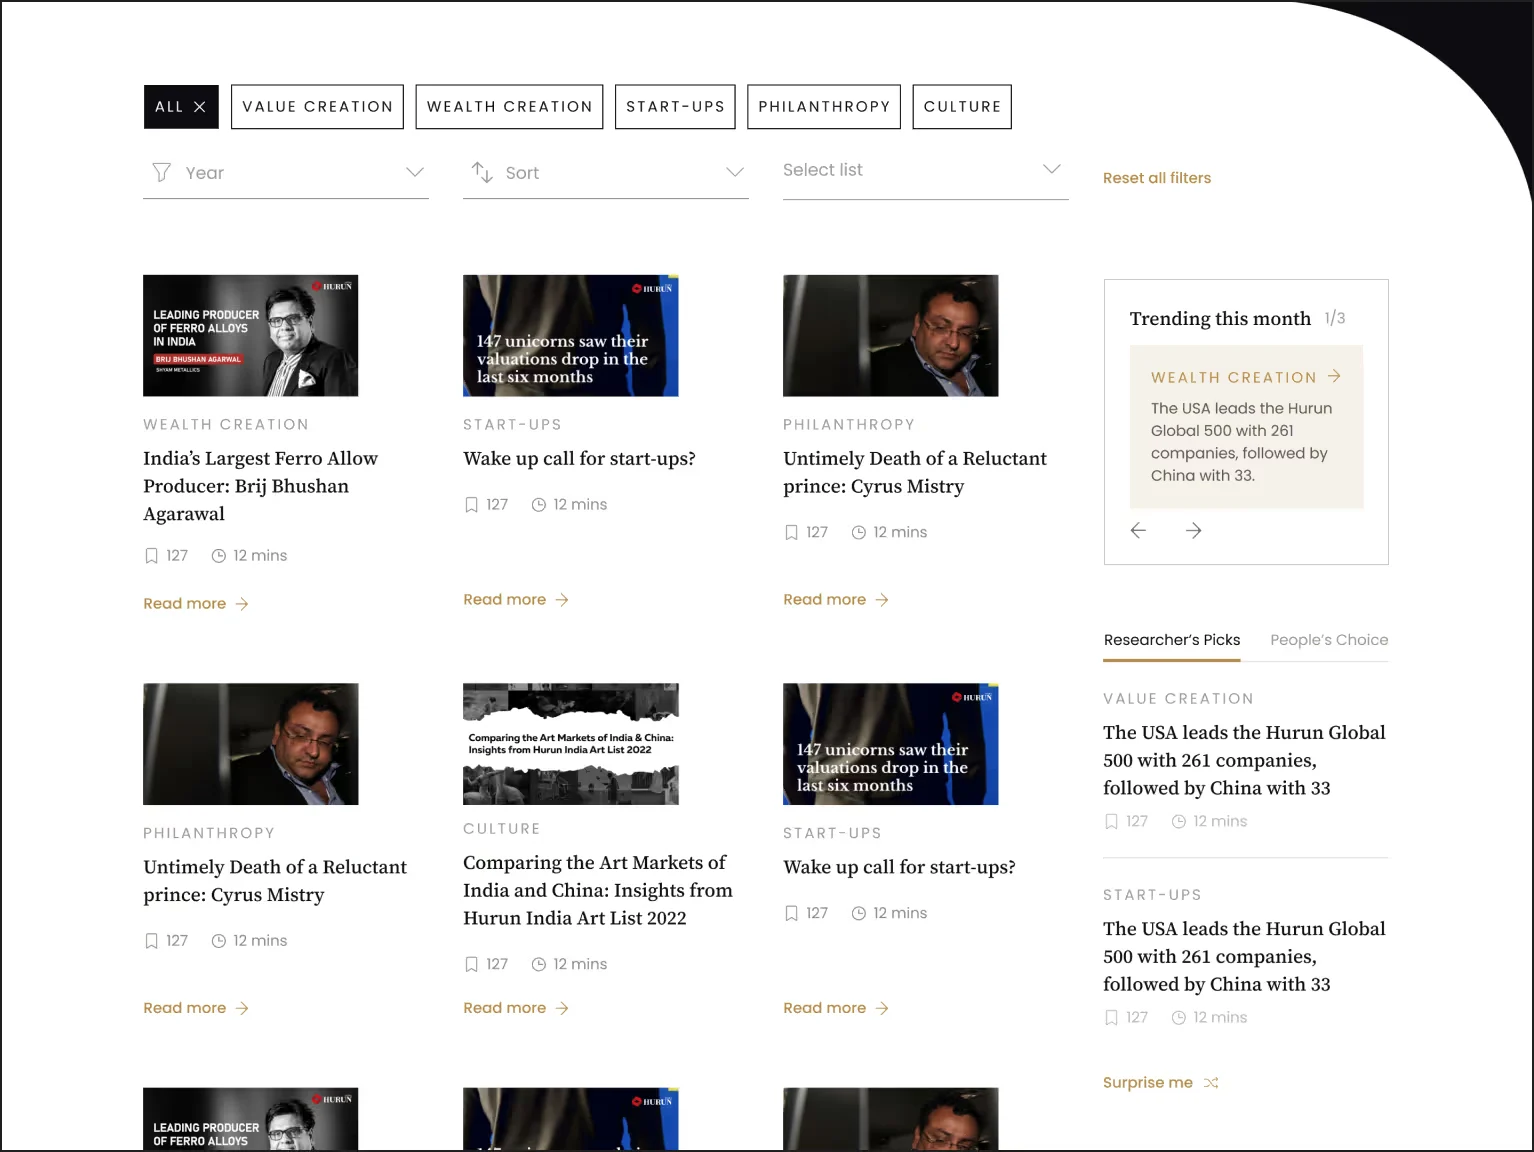 ALL
VALUE CREATION
WEALTH CREATION
START-UPS
PHILANTHROPY
CULTURE
Year
Sort
Select list
Reset all filters
HURUN
LEADING PRODUCER
OF FERRO ALLOYS
IN INDIA
BRIJ BHUSHAN AGARWAL
SHYAM METALLICS
WEALTH CREATION
India’s Largest Ferro Allow
Producer: Brij Bhushan
Agarawal
127
12 mins
Read more
HURUN
147 unicorns saw their
valuations drop in the
last six months
START-UPS
Wake up call for start-ups?
127
12 mins
Read more
PHILANTHROPY
Untimely Death of a Reluctant
prince: Cyrus Mistry
127
12 mins
Read more
Trending this month 1/3
WEALTH CREATION
The USA leads the Hurun
Global 500 with 261
companies, followed by
China with 33.
PHILANTHROPY
Untimely Death of a Reluctant
prince: Cyrus Mistry
127
12 mins
Read more
Comparing the Art Markets of India & China:
Insights from Hurun India Art List 2022
CULTURE
Comparing the Art Markets of
India and China: Insights from
Hurun India Art List 2022
127
12 mins
Read more
HURUN
147 unicorns saw their
valuations drop in the
last six months
START-UPS
Wake up call for start-ups?
127
12 mins
Read more
Researcher’s Picks
People’s Choice
VALUE CREATION
The USA leads the Hurun Global
500 with 261 companies,
followed by China with 33
127
12 mins
START-UPS
The USA leads the Hurun Global
500 with 261 companies,
followed by China with 33
127
12 mins
Surprise me
HURUN
LEADING PRODUCER
OF FERRO ALLOYS
HURUN